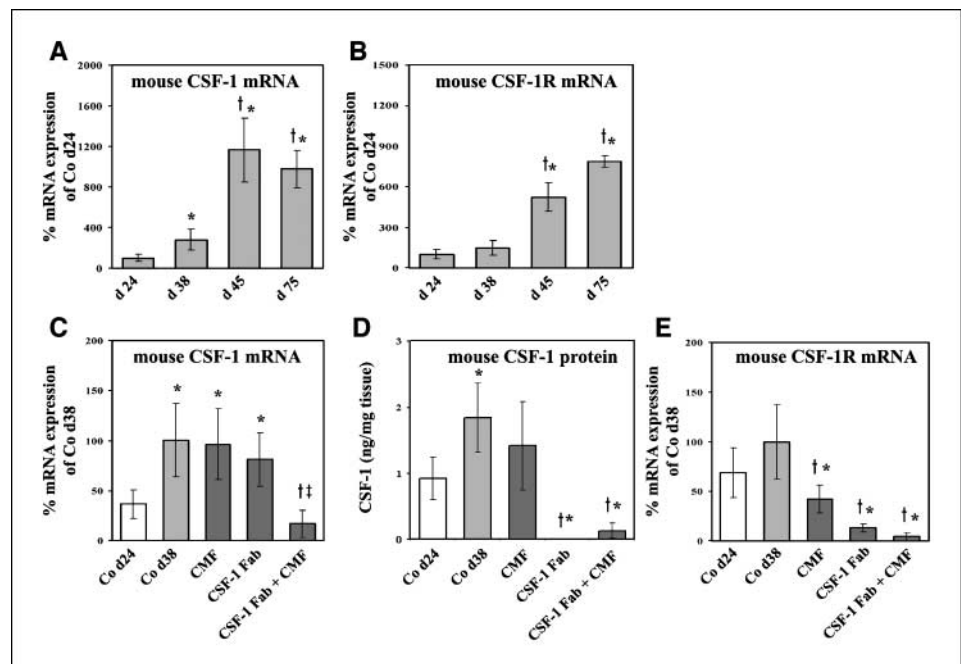 A
mouse CSF-1 mRNA
% mRNA expression
of Co d24
2000
1600
1200
800
400
0
*
†*
†*
d 24
d 38
d 45
d 75
B
mouse CSF-1R mRNA
% mRNA expression
of Co d24
1500
1200
900
600
300
0
†*
†*
d 24
d 38
d 45
d 75
C
mouse CSF-1 mRNA
% mRNA expression
of Co d38
200
150
100
50
0
*
*
*
†‡
Co d24
Co d38
CMF
CSF-1 Fab
CSF-1 Fab + CMF
D
mouse CSF-1 protein
CSF-1 (ng/mg tissue)
3
2
1
0
*
†*
†*
Co d24
Co d38
CMF
CSF-1 Fab
CSF-1 Fab + CMF
E
mouse CSF-1R mRNA
% mRNA expression
of Co d38
200
150
100
50
0
†*
†*
†*
Co d24
Co d38
CMF
CSF-1 Fab
CSF-1 Fab + CMF